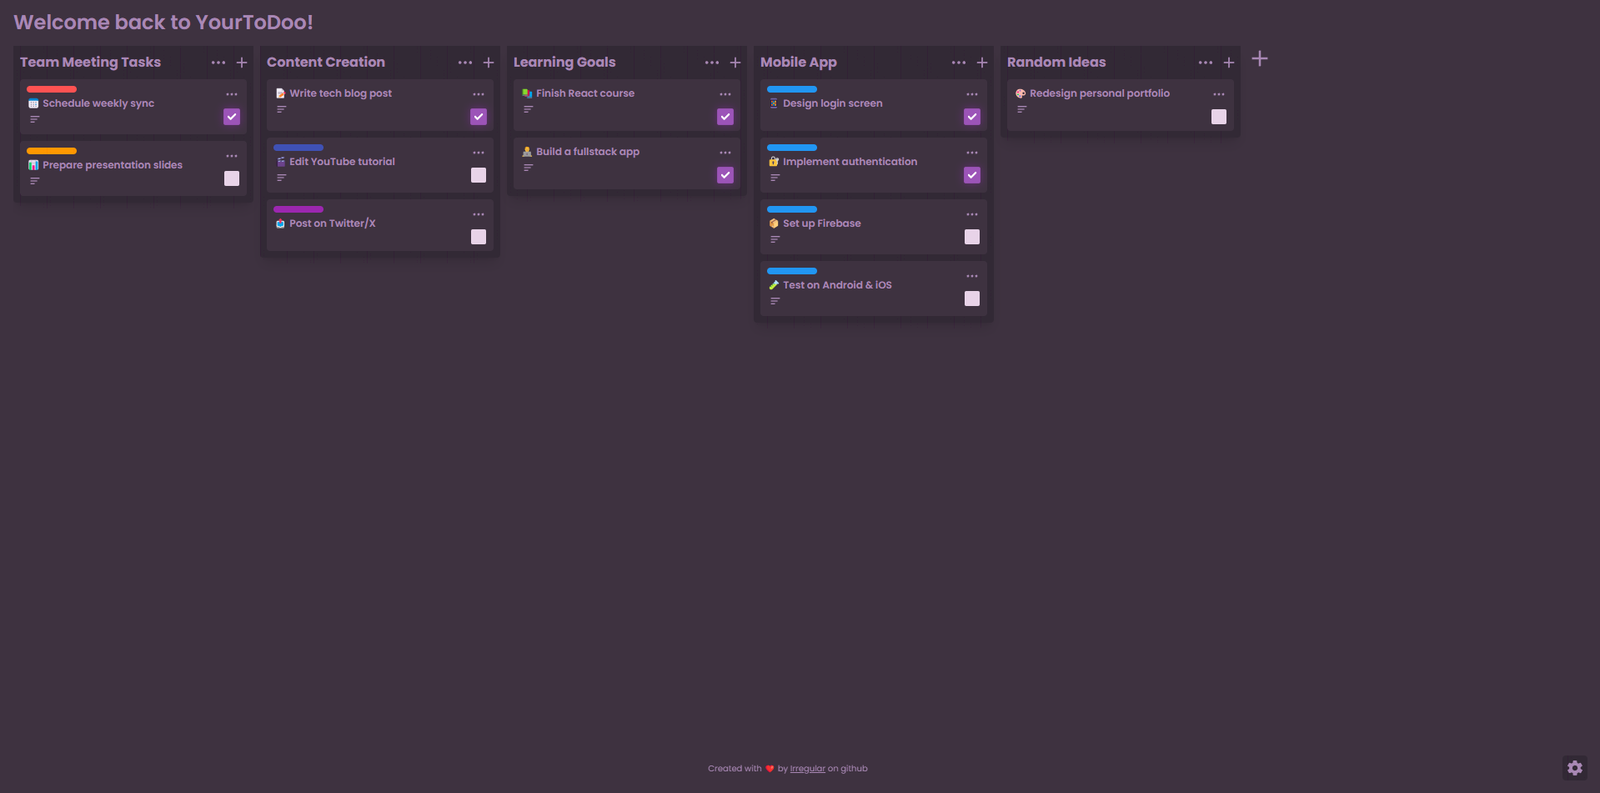 Welcome back to YourToDoo!
Team Meeting Tasks
Schedule weekly sync
Prepare presentation slides
Content Creation
Write tech blog post
Edit YouTube tutorial
Post on Twitter/X
Learning Goals
Finish React course
Build a fullstack app
Mobile App
Design login screen
Implement authentication
Set up Firebase
Test on Android & iOS
Random Ideas
Redesign personal portfolio
Created with ❤️ by Irregular on github